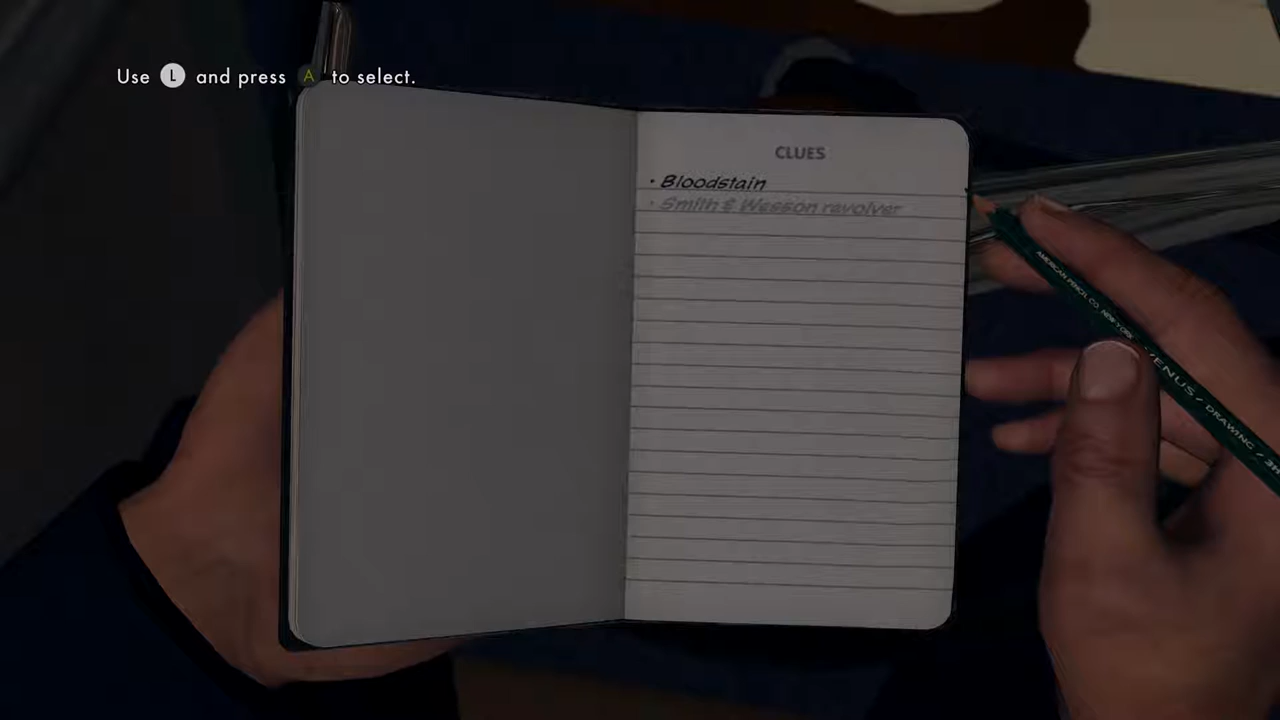 Use L and press A to select.
CLUES
· Bloodstain
· Smith & Wesson revolver
AMERICAN PENCIL CO. NEW YORK
VENUS / DRAWING / 3H